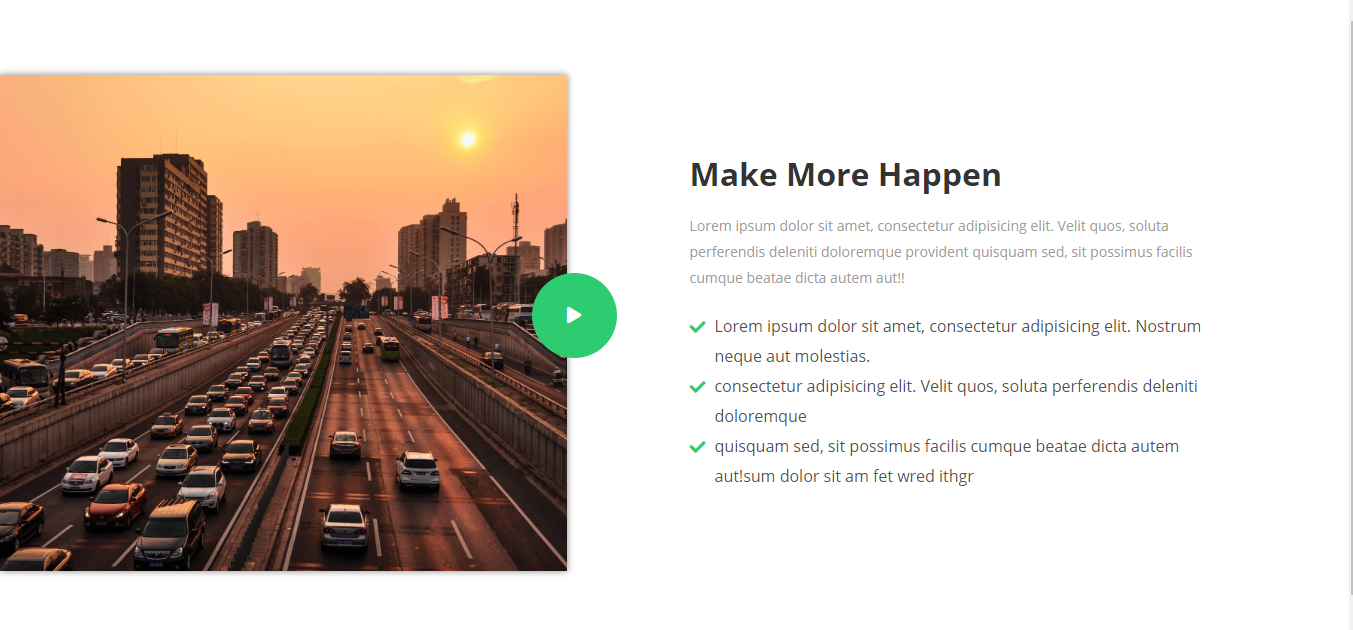 Make More Happen
Lorem ipsum dolor sit amet, consectetur adipisicing elit. Velit quos, soluta
perferendis deleniti doloremque provident quisquam sed, sit possimus facilis
cumque beatae dicta autem aut!!
Lorem ipsum dolor sit amet, consectetur adipisicing elit. Nostrum
neque aut molestias.
consectetur adipisicing elit. Velit quos, soluta perferendis deleniti
doloremque
quisquam sed, sit possimus facilis cumque beatae dicta autem
aut!sum dolor sit am fet wred ithgr